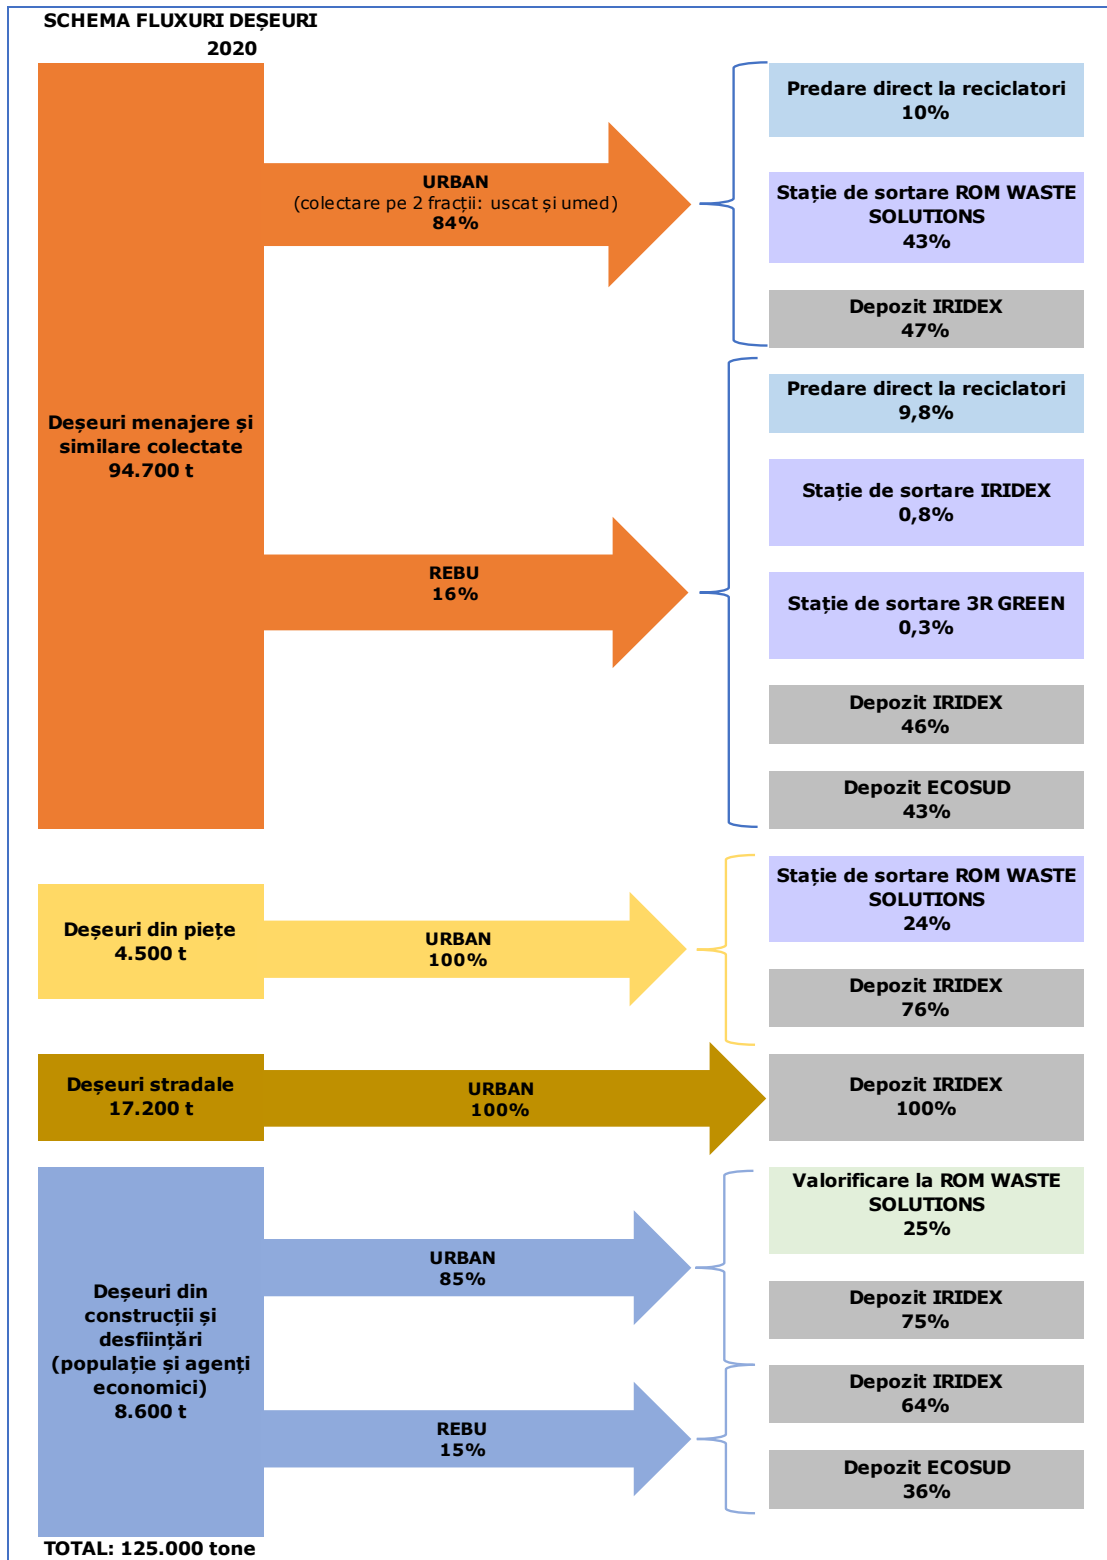 SCHEMA FLUXURI DEȘEURI
2020
Deșeuri menajere și
similare colectate
94.700 t
URBAN
(colectare pe 2 fracții: uscat și umed)
84%
Predare direct la reciclatori
10%
Stație de sortare ROM WASTE
SOLUTIONS
43%
Depozit IRIDEX
47%
REBU
16%
Predare direct la reciclatori
9,8%
Stație de sortare IRIDEX
0,8%
Stație de sortare 3R GREEN
0,3%
Depozit IRIDEX
46%
Depozit ECOSUD
43%
Deșeuri din piețe
4.500 t
URBAN
100%
Stație de sortare ROM WASTE
SOLUTIONS
24%
Depozit IRIDEX
76%
Deșeuri stradale
17.200 t
URBAN
100%
Depozit IRIDEX
100%
Deșeuri din
construcții și
desființări
(populație și agenți
economici)
8.600 t
URBAN
85%
Valorificare la ROM WASTE
SOLUTIONS
25%
Depozit IRIDEX
75%
REBU
15%
Depozit IRIDEX
64%
Depozit ECOSUD
36%
TOTAL: 125.000 tone